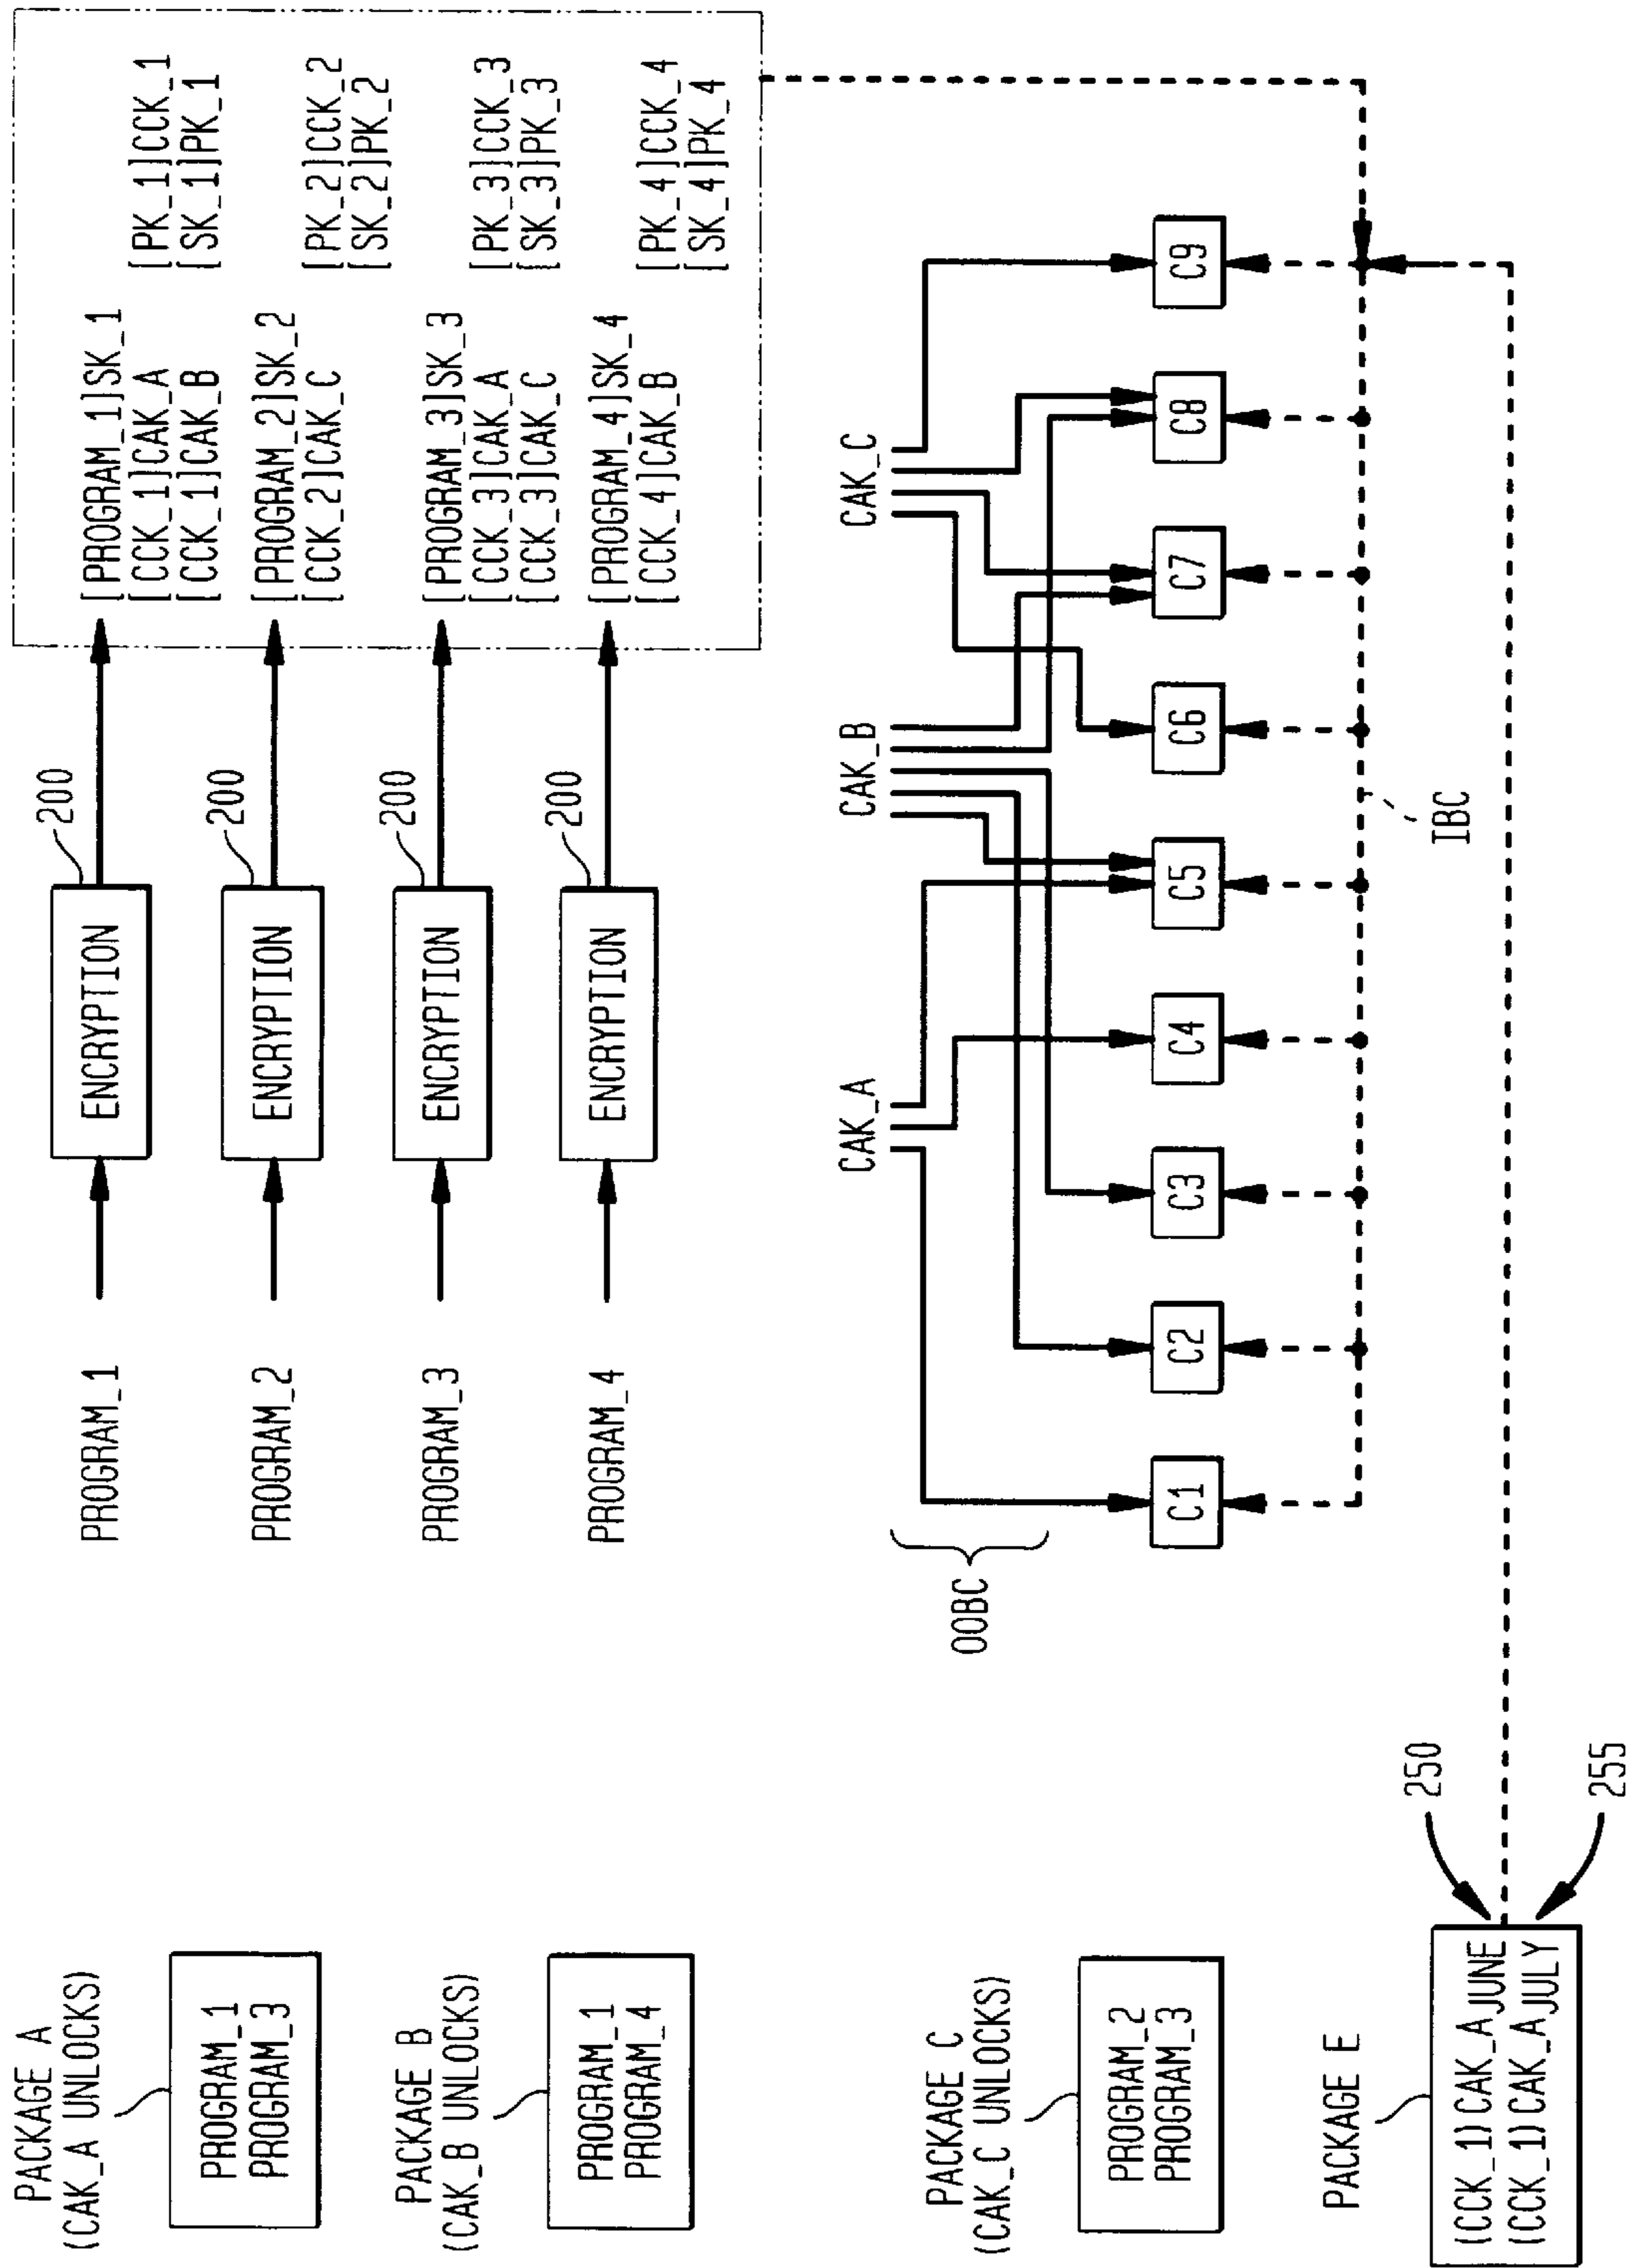 PACKAGE A
(CAK_A UNLOCKS)
PROGRAM_1
PROGRAM_3
PACKAGE B
(CAK_B UNLOCKS)
PROGRAM_1
PROGRAM_4
PACKAGE C
(CAK_C UNLOCKS)
PROGRAM_2
PROGRAM_3
PACKAGE E
(CCK_1)CAK_A_JUNE
(CCK_1)CAK_A_JULY
250
255
PROGRAM_1
ENCRYPTION
200
[PROGRAM_1]SK_1
[CCK_1]CAK_A
[CCK_1]CAK_B
[PK_1]CCK_1
[SK_1]PK_1
PROGRAM_2
ENCRYPTION
200
[PROGRAM_2]SK_2
[CCK_2]CAK_C
[PK_2]CCK_2
[SK_2]PK_2
PROGRAM_3
ENCRYPTION
200
[PROGRAM_3]SK_3
[CCK_3]CAK_A
[CCK_3]CAK_C
[PK_3]CCK_3
[SK_3]PK_3
PROGRAM_4
ENCRYPTION
200
[PROGRAM_4]SK_4
[CCK_4]CAK_B
[PK_4]CCK_4
[SK_4]PK_4
CAK_A
CAK_B
CAK_C
OOBC
C1
C2
C3
C4
C5
C6
C7
C8
C9
IBC